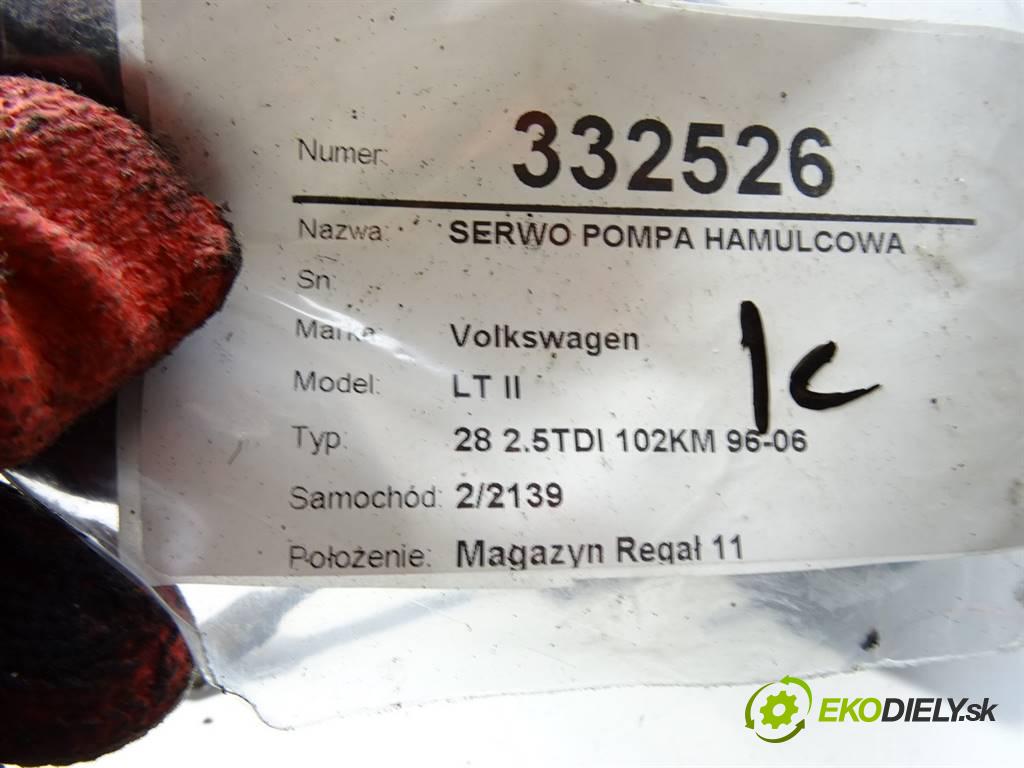 Numer: 332526
Nazwa: SERWO POMPA HAMULCOWA
Sn:
Marka: Volkswagen
Model: LT II
Typ: 28 2.5TDI 102KM 96-06
Samochód: 2/2139
Położenie: Magazyn Regał 11
1c
EKODIELY.sk